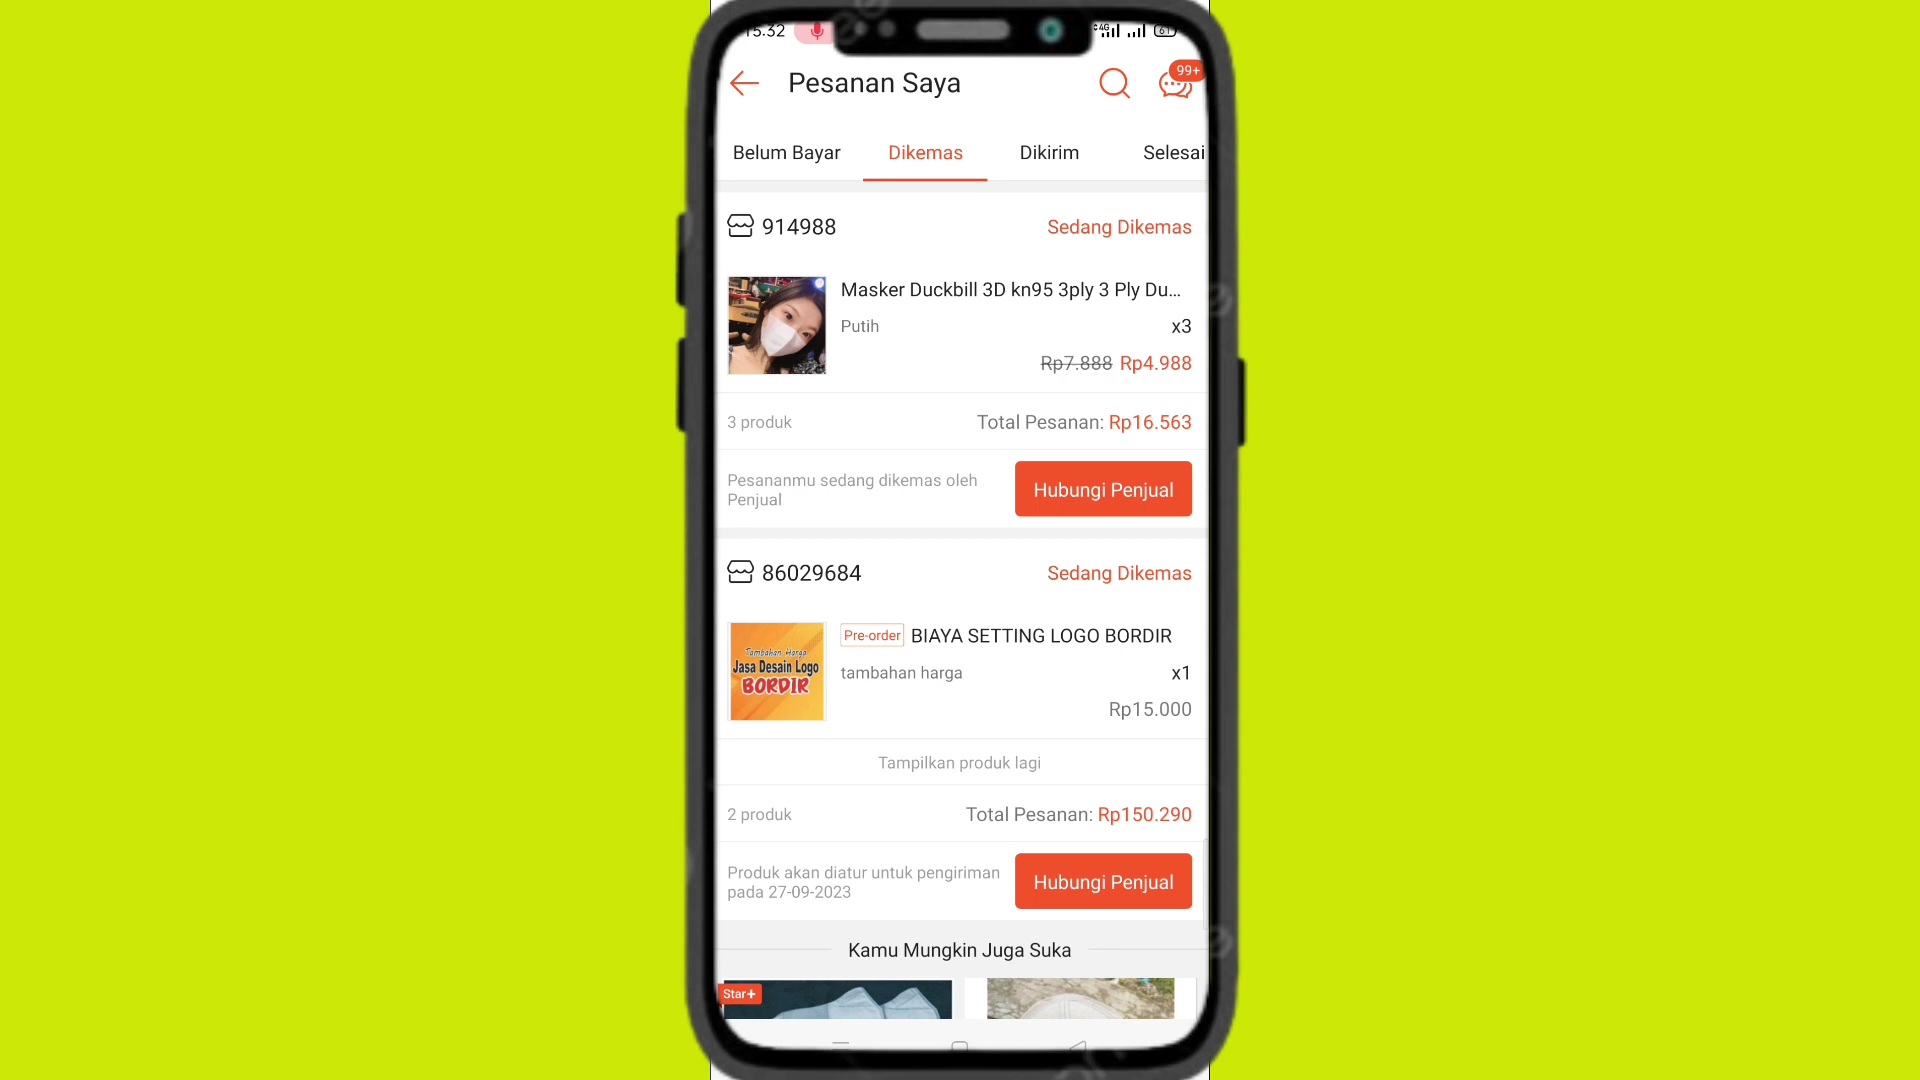 15.32
4G 61
Pesanan Saya
99+
Belum Bayar Dikemas Dikirim Selesai
914988 Sedang Dikemas
Masker Duckbill 3D kn95 3ply 3 Ply Du...
Putih x3
Rp7.888 Rp4.988
3 produk Total Pesanan: Rp16.563
Pesananmu sedang dikemas oleh
Penjual
Hubungi Penjual
86029684 Sedang Dikemas
Tambahan Harga
Jasa Desain Logo
BORDIR
Pre-order BIAYA SETTING LOGO BORDIR
tambahan harga x1
Rp15.000
Tampilkan produk lagi
2 produk Total Pesanan: Rp150.290
Produk akan diatur untuk pengiriman
pada 27-09-2023
Hubungi Penjual
Kamu Mungkin Juga Suka
Star+